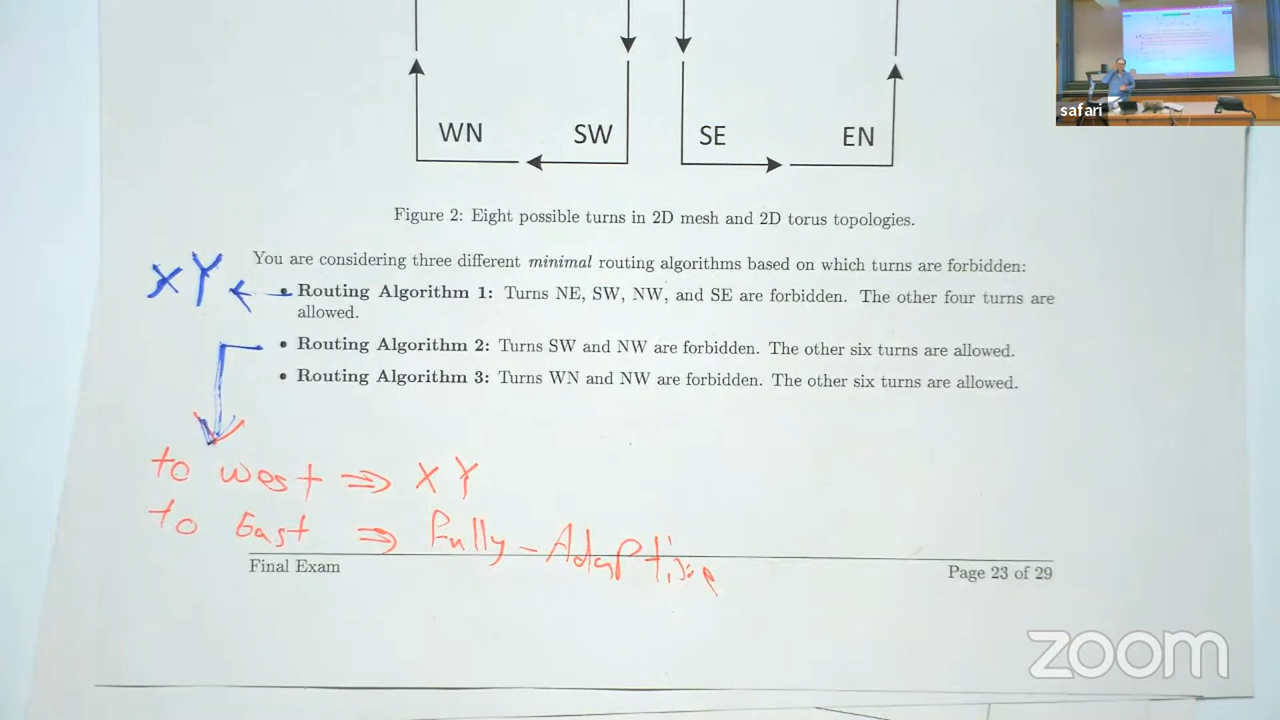 safari
WN SW SE EN
Figure 2: Eight possible turns in 2D mesh and 2D torus topologies.
You are considering three different minimal routing algorithms based on which turns are forbidden:
XY
• Routing Algorithm 1: Turns NE, SW, NW, and SE are forbidden. The other four turns are
allowed.
• Routing Algorithm 2: Turns SW and NW are forbidden. The other six turns are allowed.
• Routing Algorithm 3: Turns WN and NW are forbidden. The other six turns are allowed.
to west ⇒ XY
to East ⇒ Fully-Adaptive
Final Exam Page 23 of 29
zoom